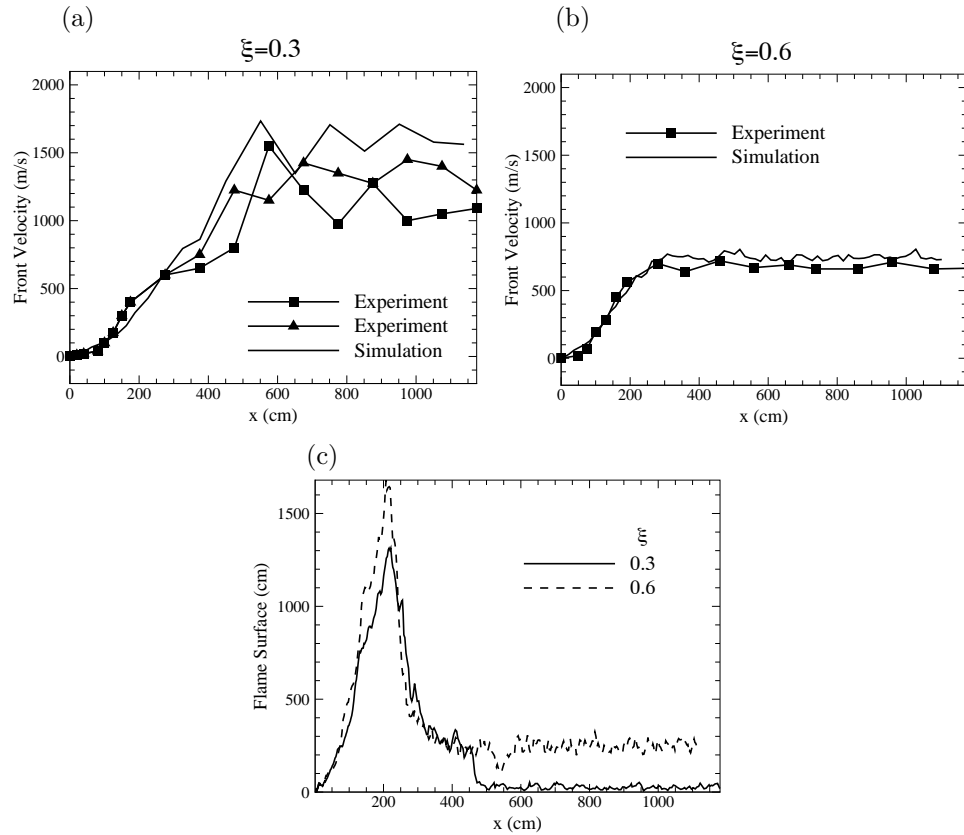 (a)
ξ=0.3
Front Velocity (m/s)
2000
1500
1000
500
0
0 200 400 600 800 1000
x (cm)
Experiment
Experiment
Simulation
(b)
ξ=0.6
Front Velocity (m/s)
2000
1500
1000
500
0
0 200 400 600 800 1000
x (cm)
Experiment
Simulation
(c)
Flame Surface (cm)
1500
1000
500
0
200 400 600 800 1000
x (cm)
ξ
0.3
0.6